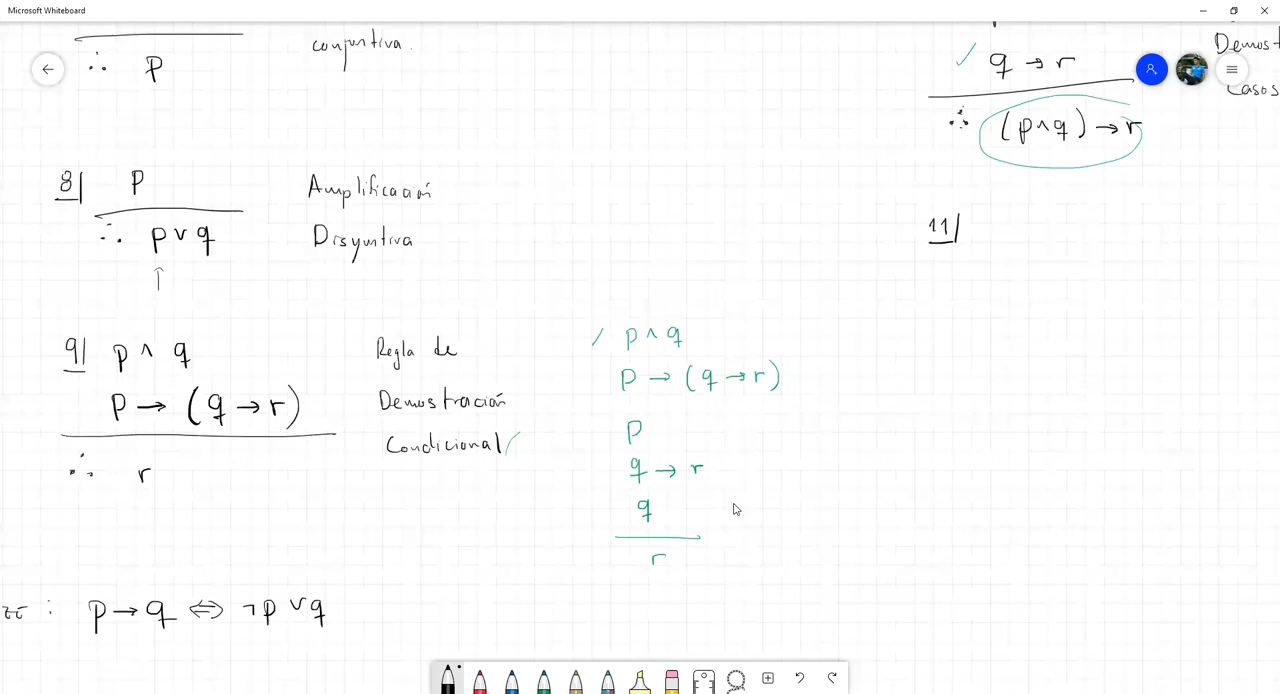 Microsoft Whiteboard
∴ p
conjuntiva.
8| p
∴ p ∨ q
Amplificación
Disyuntiva
↑
9| p ∧ q
p → (q → r)
∴ r
Regla de
Demostración
Condicional
p ∧ q
p → (q → r)
p
q → r
q
r
: p → q ⇔ ¬p ∨ q
✓ q → r
∴ (p ∧ q) → r
Demost
Casos
11|